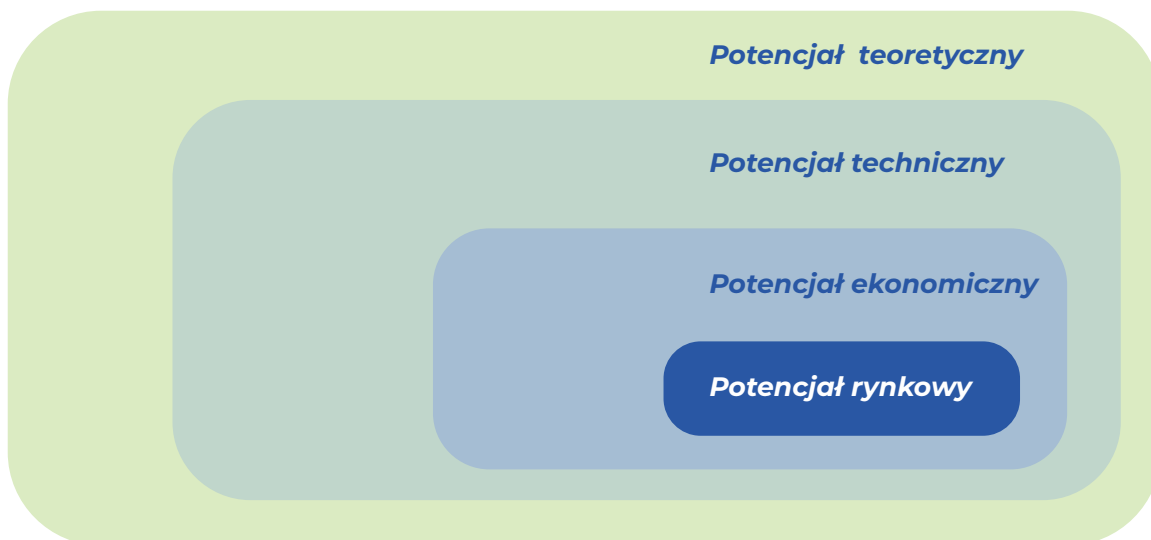 Potencjał teoretyczny
Potencjał techniczny
Potencjał ekonomiczny
Potencjał rynkowy